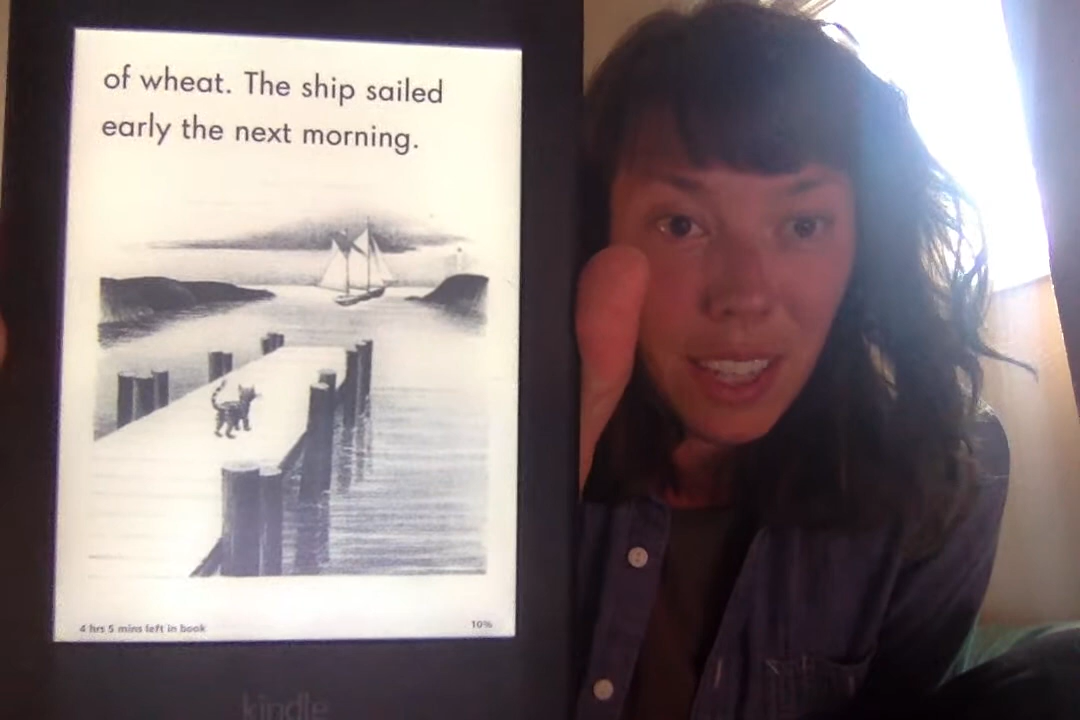 of wheat. The ship sailed
early the next morning.
4 hrs 5 mins left in book
10%
kindle